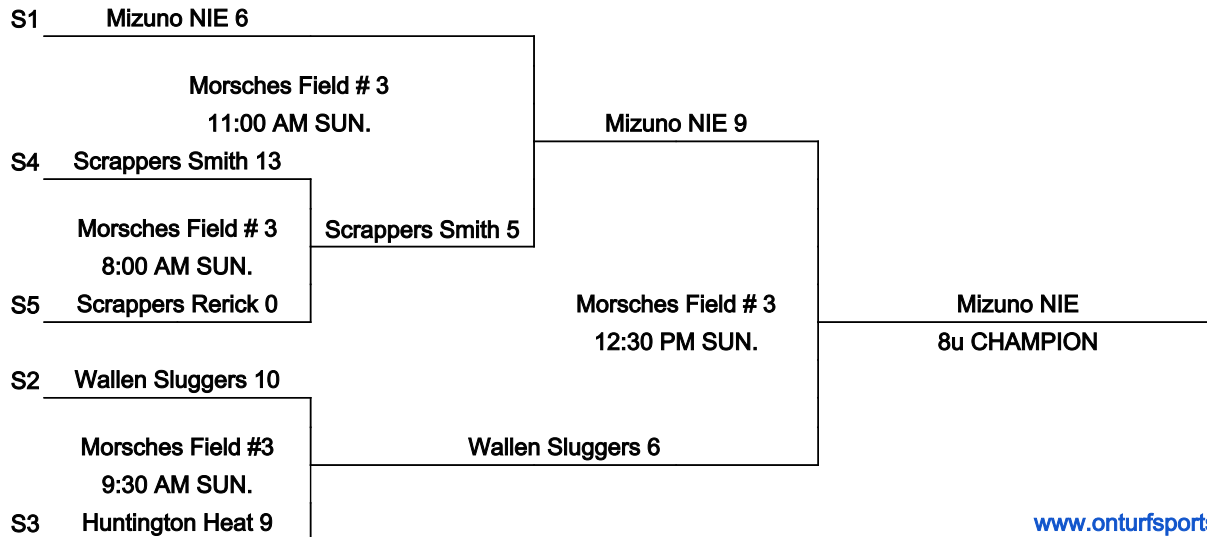 S1 Mizuno NIE 6
Morsches Field # 3
11:00 AM SUN.
Mizuno NIE 9
S4 Scrappers Smith 13
Morsches Field # 3
8:00 AM SUN.
Scrappers Smith 5
S5 Scrappers Rerick 0
Morsches Field # 3
12:30 PM SUN.
Mizuno NIE
8u CHAMPION
S2 Wallen Sluggers 10
Morsches Field #3
9:30 AM SUN.
Wallen Sluggers 6
S3 Huntington Heat 9
www.onturfsports